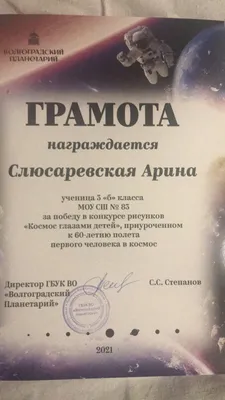 ВОЛГОГРАДСКИЙ
ПЛАНЕТАРИЙ
ГРАМОТА
награждается
Слюсаревская Арина
ученица 5 «б» класса
МОУ СШ № 85
за победу в конкурсе рисунков
«Космос глазами детей», приуроченном
к 60-летию полета
первого человека в космос
Директор ГБУК ВО
«Волгоградский
Планетарий»
С.С. Степанов
2021